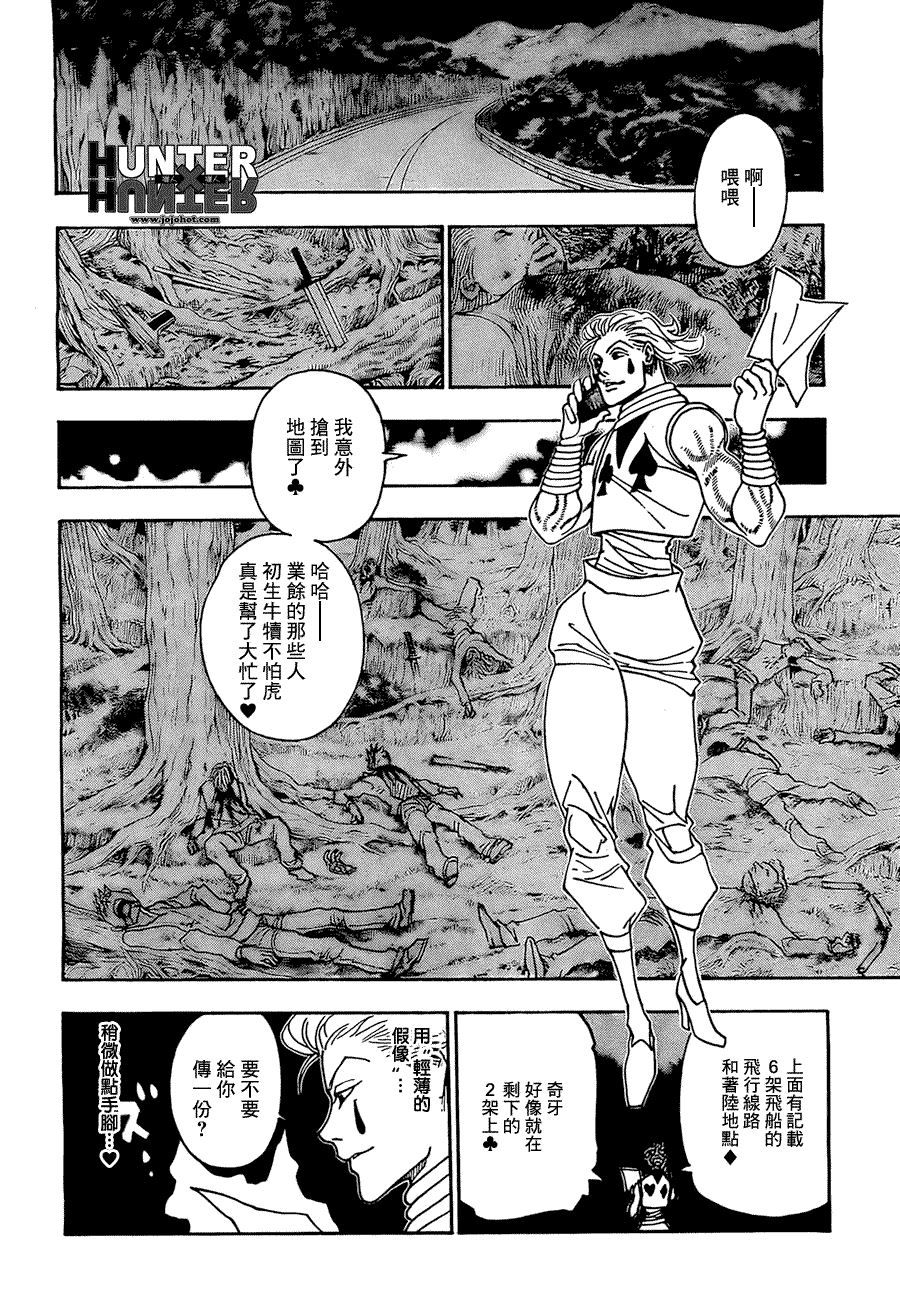 HUNTER
×
HUNTER
www.jojohot.com
啊——
喂喂
我意外
搶到
地圖了♣
哈哈——
業餘的那些人
初生牛犢不怕虎
真是幫了大忙了♥
上面有記載
6架飛船的
飛行線路
和著陸地點♦
奇牙
好像就在
剩下的
2架上♣
用“輕薄的
假像”…
要不要
給你
傳一份?
稍微做點手腳…♥
ズズ